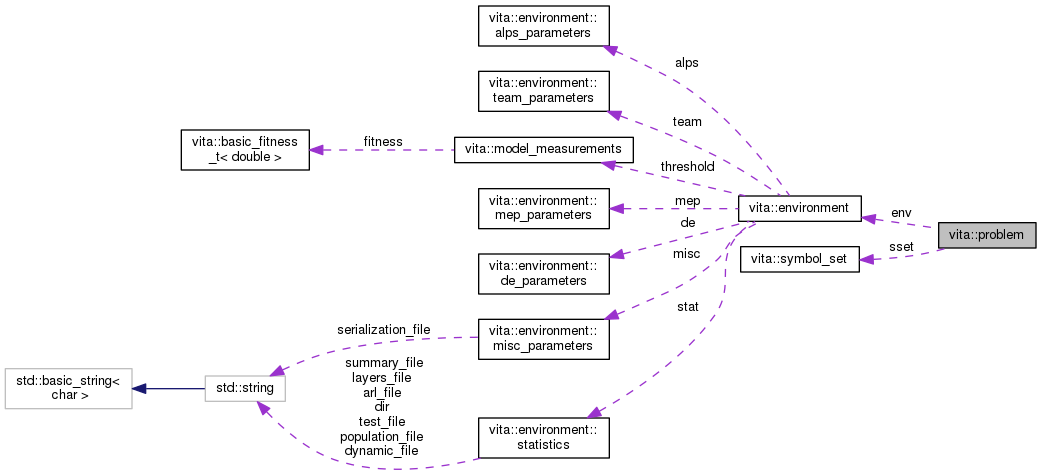 vita::environment::
alps_parameters
alps
vita::environment::
team_parameters
team
vita::basic_fitness
_t< double >
fitness
vita::model_measurements
threshold
vita::environment::
mep_parameters
mep
vita::environment
env
vita::problem
de
sset
vita::symbol_set
vita::environment::
de_parameters
misc
stat
serialization_file
vita::environment::
misc_parameters
std::basic_string<
char >
std::string
summary_file
layers_file
arl_file
dir
test_file
population_file
dynamic_file
vita::environment::
statistics